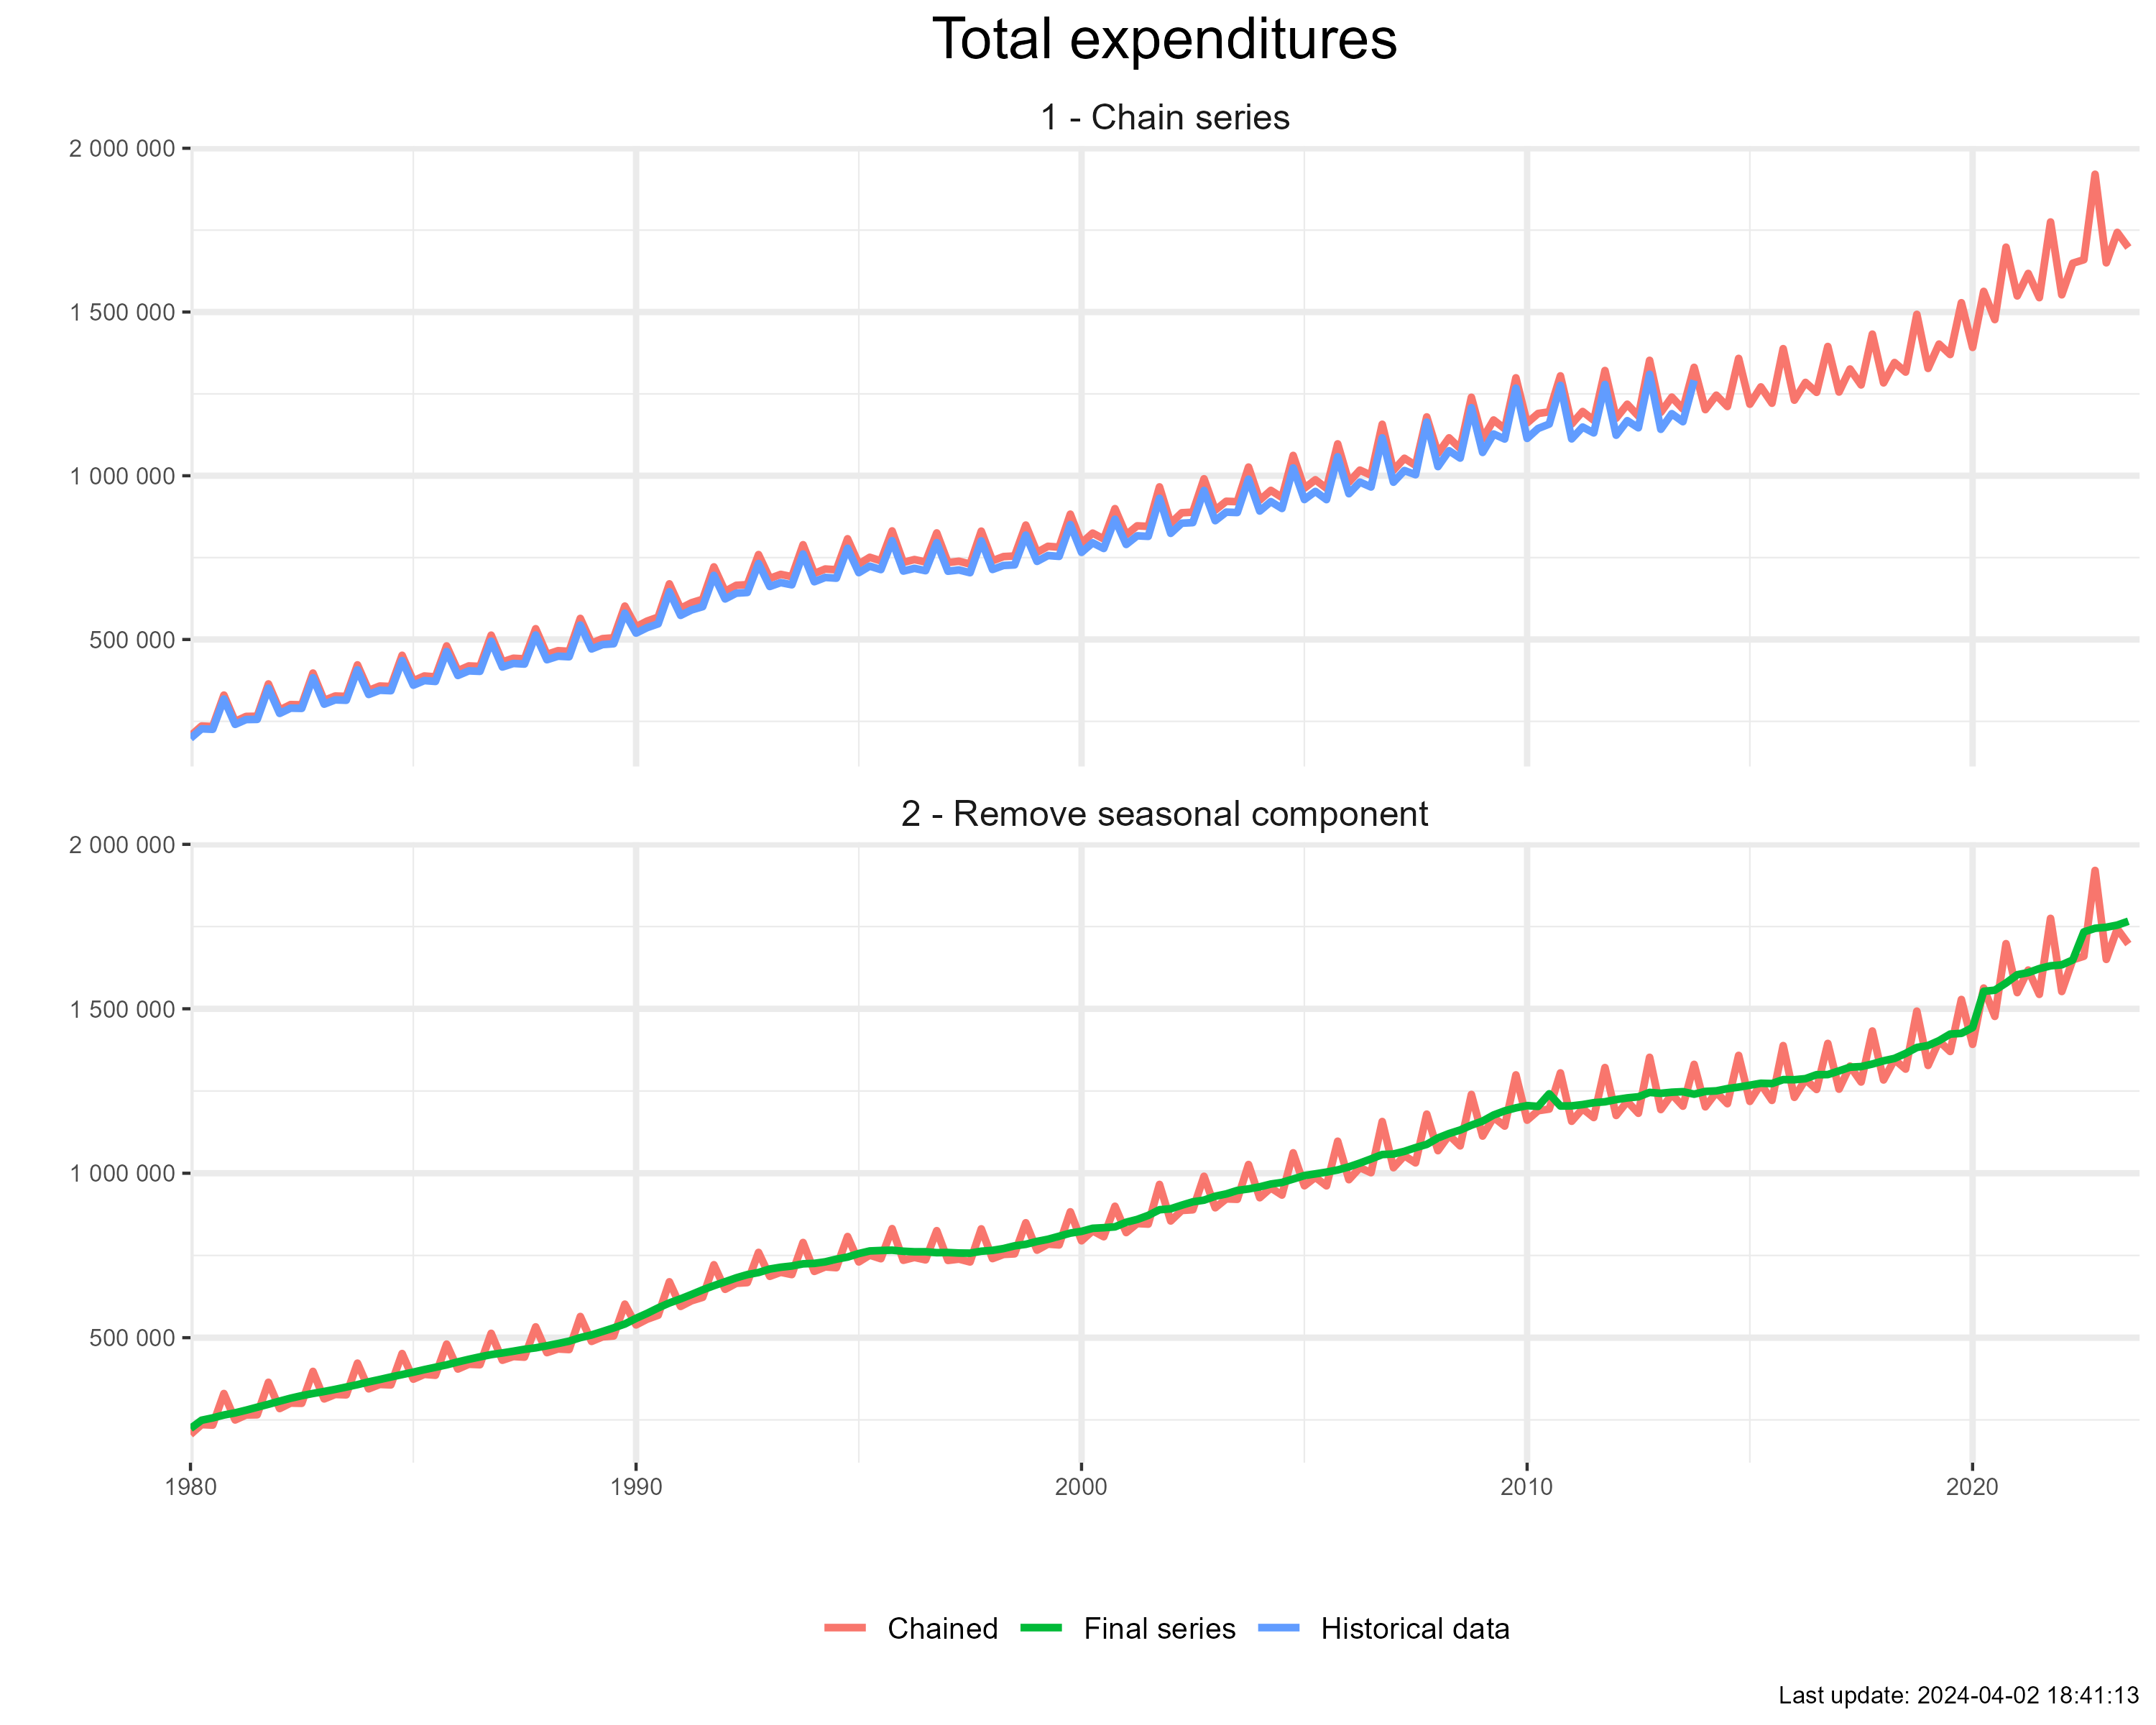 Total expenditures
1 - Chain series
2 000 000
1 500 000
1 000 000
500 000
2 - Remove seasonal component
2 000 000
1 500 000
1 000 000
500 000
1980 1990 2000 2010 2020
Chained Final series Historical data
Last update: 2024-04-02 18:41:13